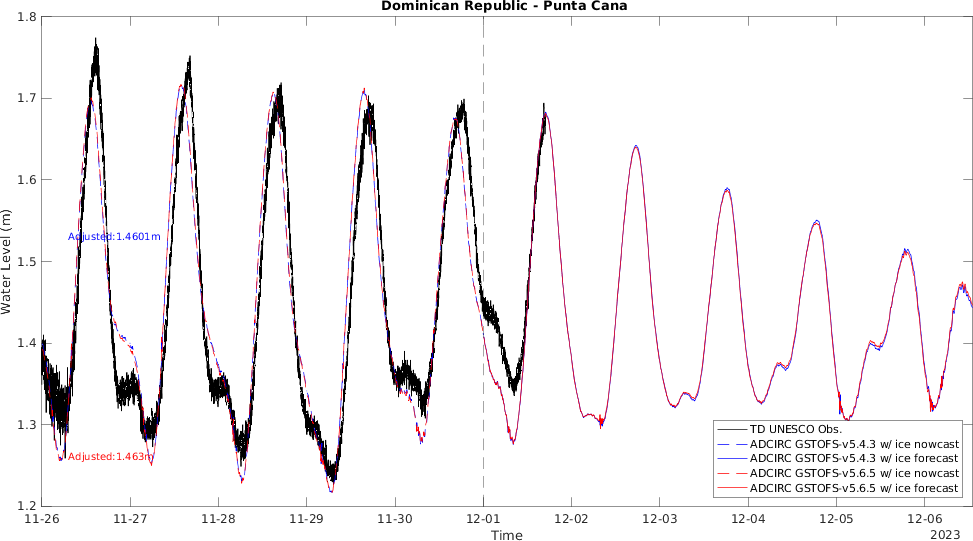 Dominican Republic - Punta Cana
1.8
1.7
1.6
1.5
1.4
1.3
1.2
Water Level (m)
Adjusted:1.4601m
Adjusted:1.463m
TD UNESCO Obs.
ADCIRC GSTOFS-v5.4.3 w/ ice nowcast
ADCIRC GSTOFS-v5.4.3 w/ ice forecast
ADCIRC GSTOFS-v5.6.5 w/ ice nowcast
ADCIRC GSTOFS-v5.6.5 w/ ice forecast
11-26 11-27 11-28 11-29 11-30 12-01 12-02 12-03 12-04 12-05 12-06
Time
2023